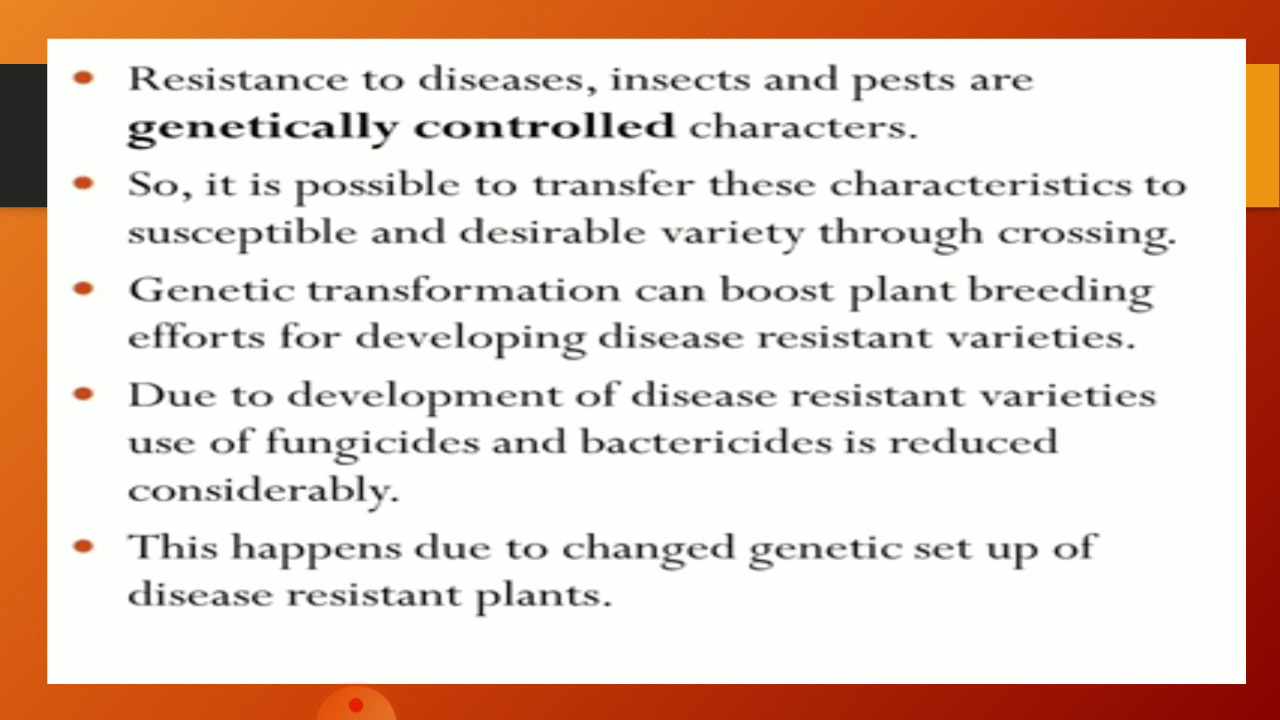 • Resistance to diseases, insects and pests are
genetically controlled characters.
• So, it is possible to transfer these characteristics to
susceptible and desirable variety through crossing.
• Genetic transformation can boost plant breeding
efforts for developing disease resistant varieties.
• Due to development of disease resistant varieties
use of fungicides and bactericides is reduced
considerably.
• This happens due to changed genetic set up of
disease resistant plants.